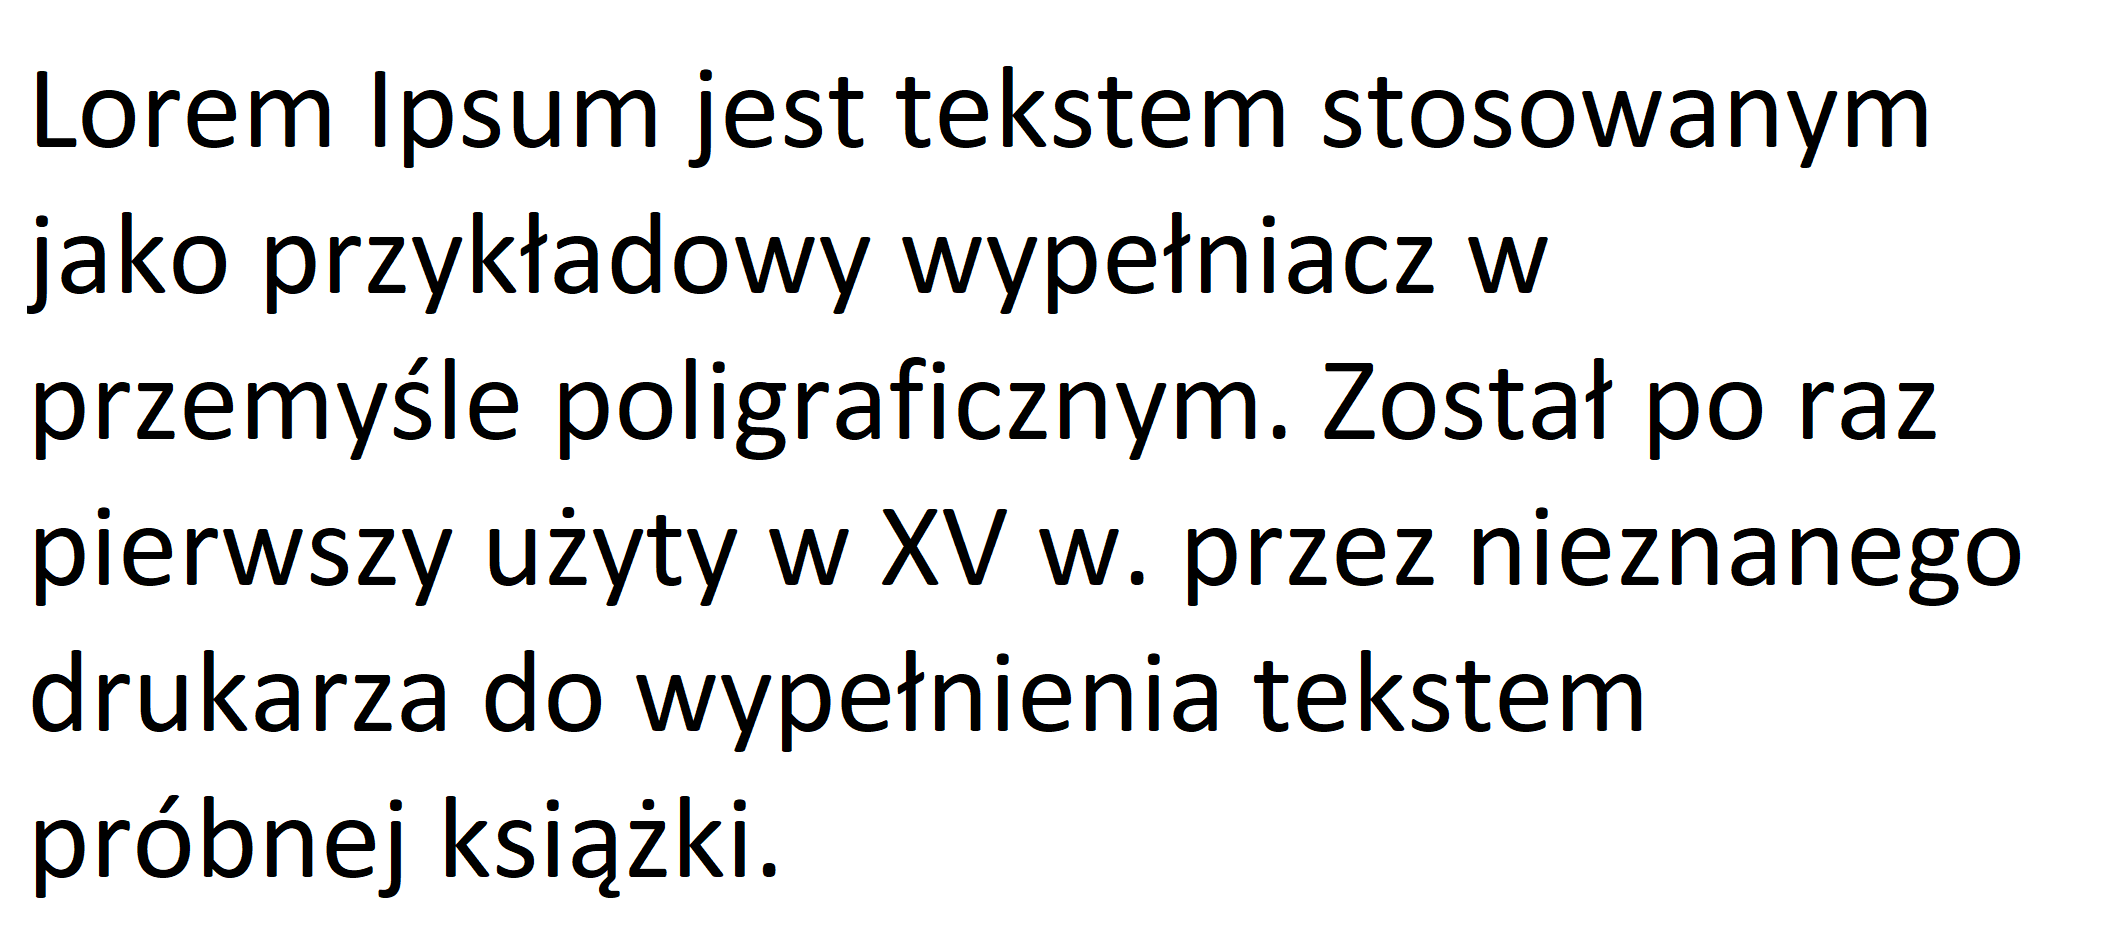 Lorem Ipsum jest tekstem stosowanym
jako przykładowy wypełniacz w
przemyśle poligraficznym. Został po raz
pierwszy użyty w XV w. przez nieznanego
drukarza do wypełnienia tekstem
próbnej książki.